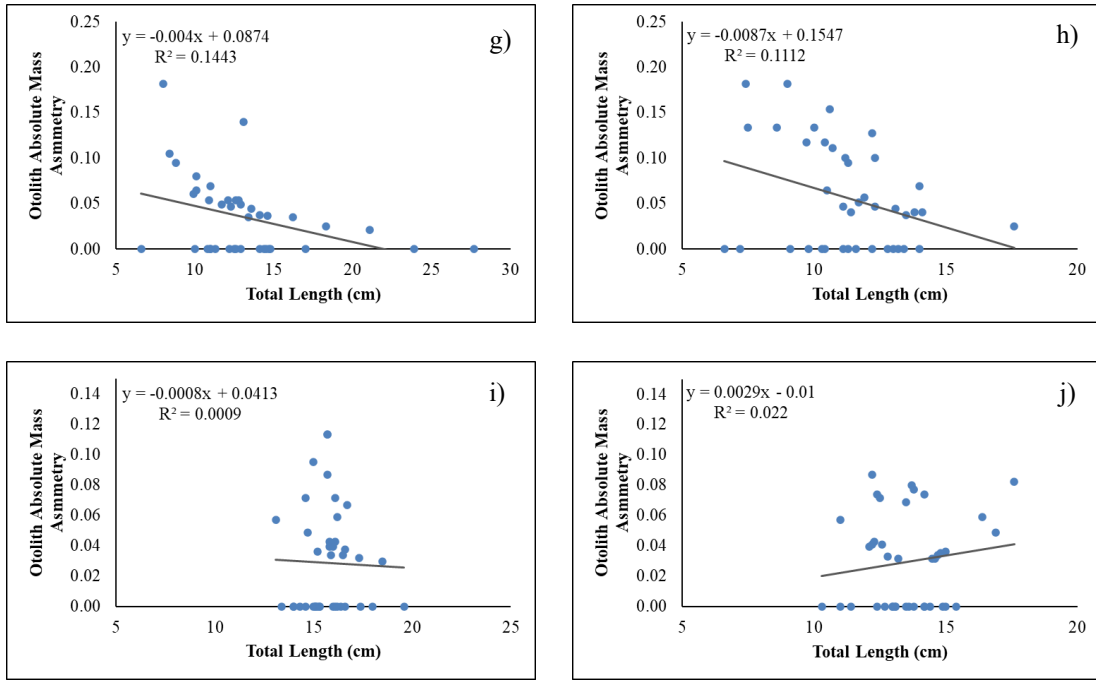 g)
y = -0.004x + 0.0874
R² = 0.1443
Otolith Absolute Mass
Asmmetry
0.25
0.20
0.15
0.10
0.05
0.00
5 10 15 20 25 30
Total Length (cm)
h)
y = -0.0087x + 0.1547
R² = 0.1112
Otolith Absolute Mass
Asmmetry
0.25
0.20
0.15
0.10
0.05
0.00
5 10 15 20
Total Length (cm)
i)
y = -0.0008x + 0.0413
R² = 0.0009
Otolith Absolute Mass
Asmmetry
0.14
0.12
0.10
0.08
0.06
0.04
0.02
0.00
5 10 15 20 25
Total Length (cm)
j)
y = 0.0029x - 0.01
R² = 0.022
Otolith Absolute Mass
Asmmetry
0.14
0.12
0.10
0.08
0.06
0.04
0.02
0.00
5 10 15 20
Total Length (cm)